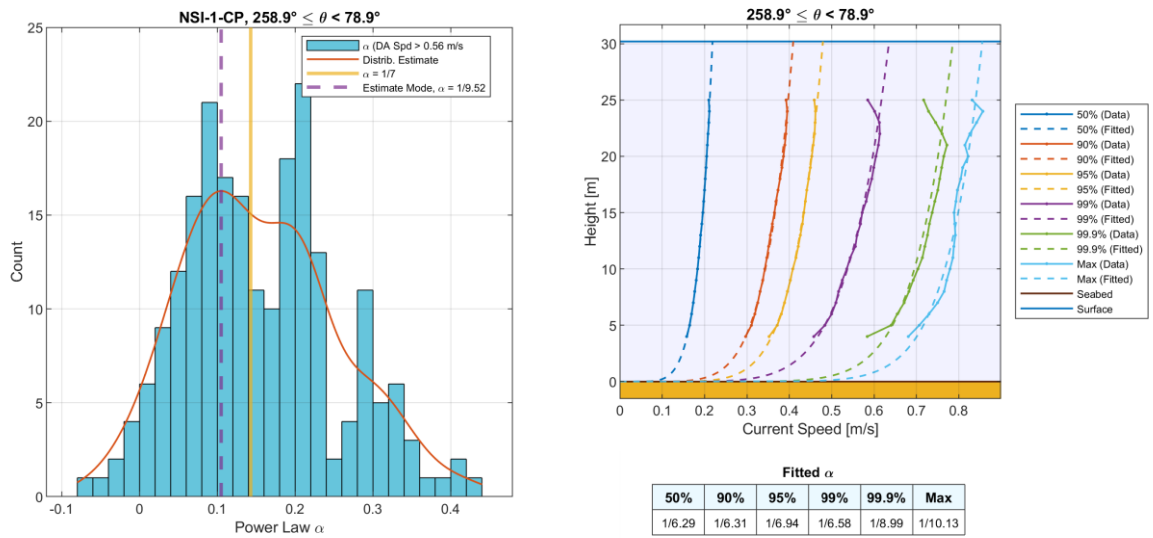 NSI-1-CP, 258.9° ≤ θ < 78.9°
25
20
15
10
5
0
Count
-0.1
0
0.1
0.2
0.3
0.4
Power Law α
α (DA Spd > 0.56 m/s
Distrib. Estimate
α = 1/7
Estimate Mode, α = 1/9.52
258.9° ≤ θ < 78.9°
30
25
20
15
10
5
0
Height [m]
0
0.1
0.2
0.3
0.4
0.5
0.6
0.7
0.8
Current Speed [m/s]
50% (Data)
50% (Fitted)
90% (Data)
90% (Fitted)
95% (Data)
95% (Fitted)
99% (Data)
99% (Fitted)
99.9% (Data)
99.9% (Fitted)
Max (Data)
Max (Fitted)
Seabed
Surface
Fitted α
50% 90% 95% 99% 99.9% Max
1/6.29 1/6.31 1/6.94 1/6.58 1/8.99 1/10.13